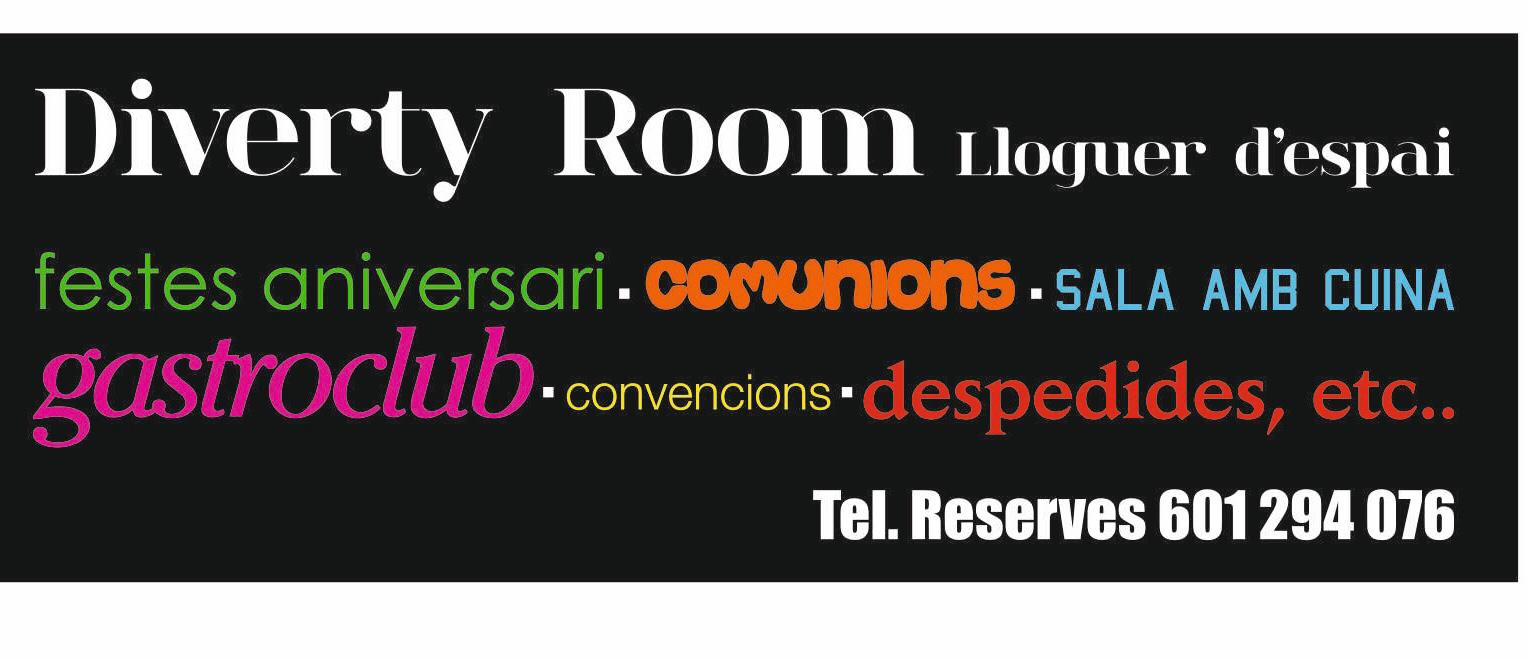 Diverty Room Lloguer d'espai
festes aniversari ▪ comunions ▪ SALA AMB CUINA
gastroclub ▪ convencions ▪ despedides, etc..
Tel. Reserves 601 294 076